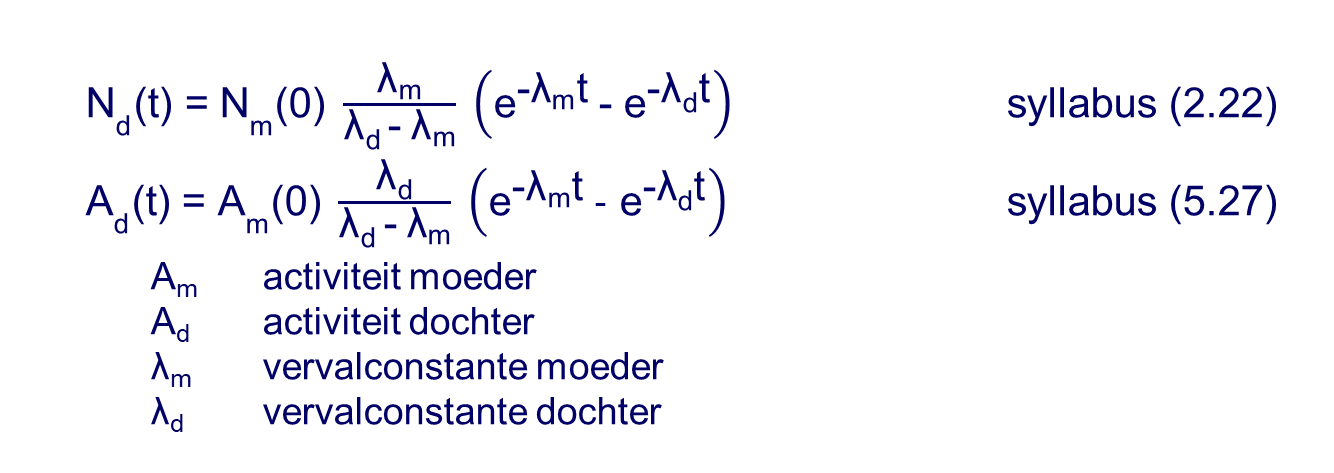 N_d(t) = N_m(0) λ_m / (λ_d - λ_m) (e^(-λ_m t) - e^(-λ_d t)) syllabus (2.22)
A_d(t) = A_m(0) λ_d / (λ_d - λ_m) (e^(-λ_m t) - e^(-λ_d t)) syllabus (5.27)
A_m activiteit moeder
A_d activiteit dochter
λ_m vervalconstante moeder
λ_d vervalconstante dochter